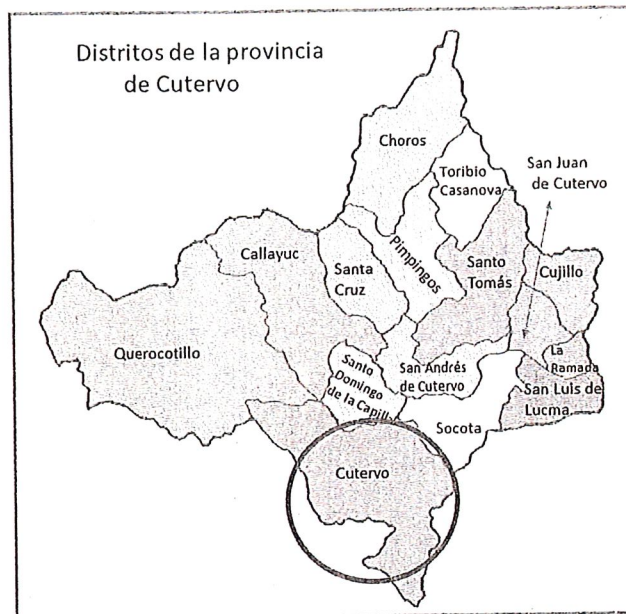 Distritos de la provincia
de Cutervo
Choros
San Juan
de Cutervo
Toribio
Casanova
Callayuc
Santa
Cruz
Pimpingos
Santo
Tomás
Cujillo
Querocotillo
Santo
Domingo
de la Capill
San Andrés
de Cutervo
La
Ramada
San Luis de
Lucma
Socota
Cutervo